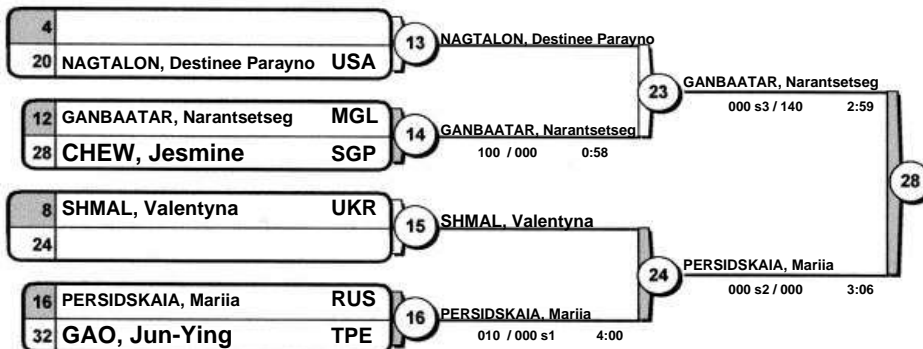 4
20 NAGTALON, Destinee Parayno USA
13
NAGTALON, Destinee Parayno
12 GANBAATAR, Narantsetseg MGL
28 CHEW, Jesmine SGP
14
GANBAATAR, Narantsetseg
100 / 000 0:58
23
GANBAATAR, Narantsetseg
000 s3 / 140 2:59
8 SHMAL, Valentyna UKR
24
15
SHMAL, Valentyna
16 PERSIDSKAIA, Mariia RUS
32 GAO, Jun-Ying TPE
16
PERSIDSKAIA, Mariia
010 / 000 s1 4:00
24
PERSIDSKAIA, Mariia
000 s2 / 000 3:06
28